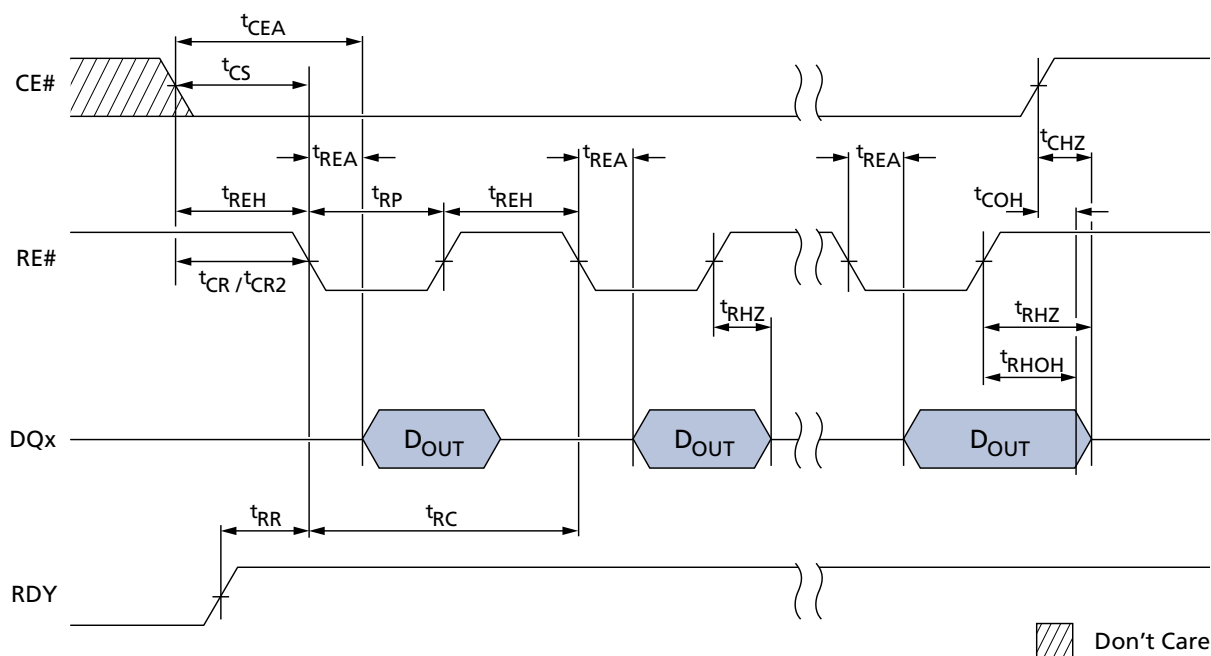 tCEA
CE#
tCS
tCHZ
tREA
tREA
tREA
tCOH
tREH
tRP
tREH
RE#
tCR / tCR2
tRHZ
tRHZ
tRHOH
DQx
DOUT
DOUT
DOUT
tRR
tRC
RDY
Don't Care